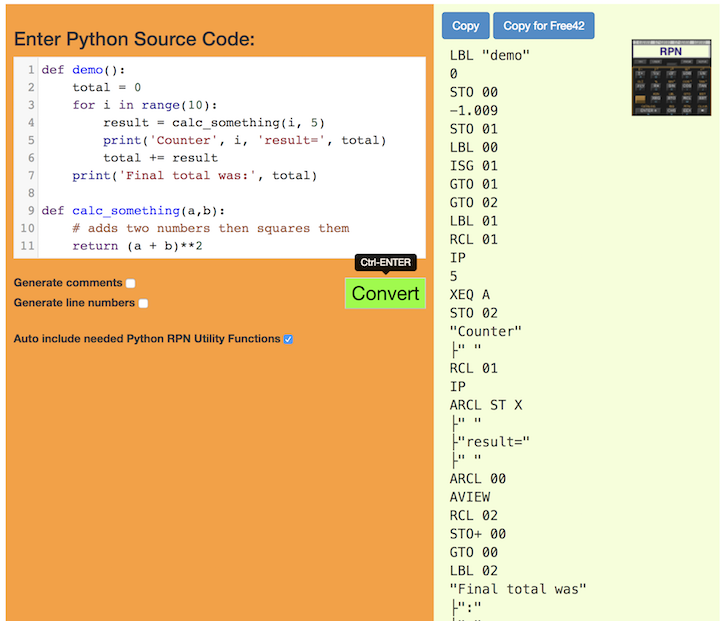 Enter Python Source Code:
1 def demo():
2     total = 0
3     for i in range(10):
4         result = calc_something(i, 5)
5         print('Counter', i, 'result=', total)
6         total += result
7     print('Final total was:', total)
8
9 def calc_something(a,b):
10     # adds two numbers then squares them
11     return (a + b)**2
Ctrl-ENTER
Generate comments
Generate line numbers
Convert
Auto include needed Python RPN Utility Functions
Copy
Copy for Free42
RPN
LBL "demo"
0
STO 00
-1.009
STO 01
LBL 00
ISG 01
GTO 01
GTO 02
LBL 01
RCL 01
IP
5
XEQ A
STO 02
"Counter"
├" "
RCL 01
IP
ARCL ST X
├" "
├"result="
├" "
ARCL 00
AVIEW
RCL 02
STO+ 00
GTO 00
LBL 02
"Final total was"
├":"